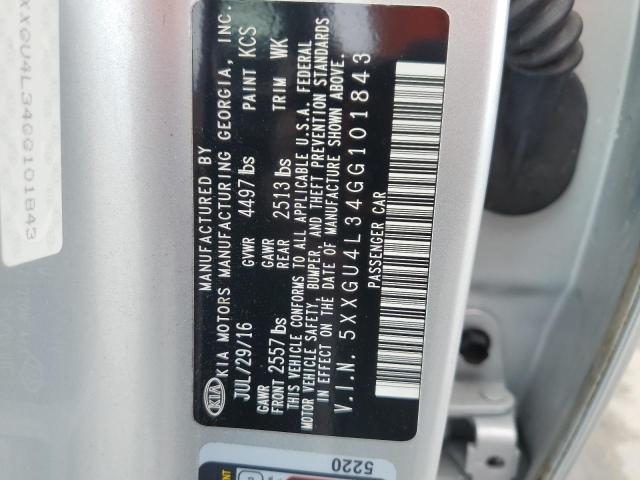 MANUFACTURED BY
KIA MOTORS MANUFACTURING GEORGIA, INC.
JUL/29/16 GVWR 4497lbs PAINT KCS
GAWR FRONT 2557lbs GAWR REAR 2513lbs TRIM WK
THIS VEHICLE CONFORMS TO ALL APPLICABLE U.S.A. FEDERAL
MOTOR VEHICLE SAFETY, BUMPER, AND THEFT PREVENTION STANDARDS
IN EFFECT ON THE DATE OF MANUFACTURE SHOWN ABOVE.
V.I.N. 5XXGU4L34GG101843
PASSENGER CAR
KIA
XXGU4L34GG101843
5220